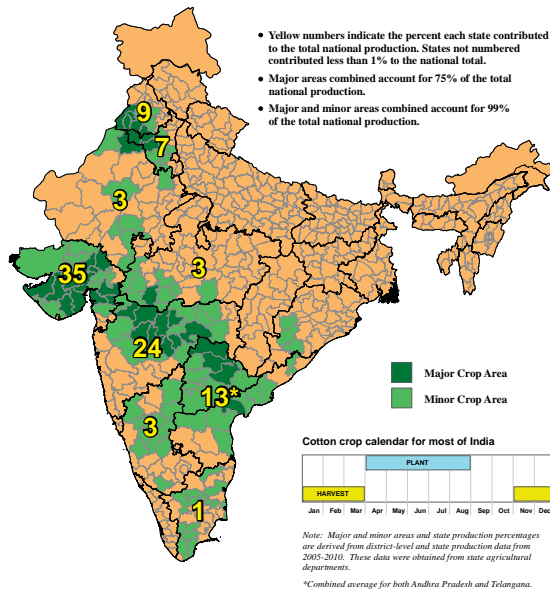 • Yellow numbers indicate the percent each state contributed
to the total national production. States not numbered
contributed less than 1% to the national total.
• Major areas combined account for 75% of the total
national production.
• Major and minor areas combined account for 99%
of the total national production.
9
7
3
35
3
24
13*
3
1
Major Crop Area
Minor Crop Area
Cotton crop calendar for most of India
PLANT
HARVEST
Jan Feb Mar Apr May Jun Jul Aug Sep Oct Nov Dec
Note: Major and minor areas and state production percentages
are derived from district-level and state production data from
2005-2010. These data were obtained from state agricultural
departments.
*Combined average for both Andhra Pradesh and Telangana.